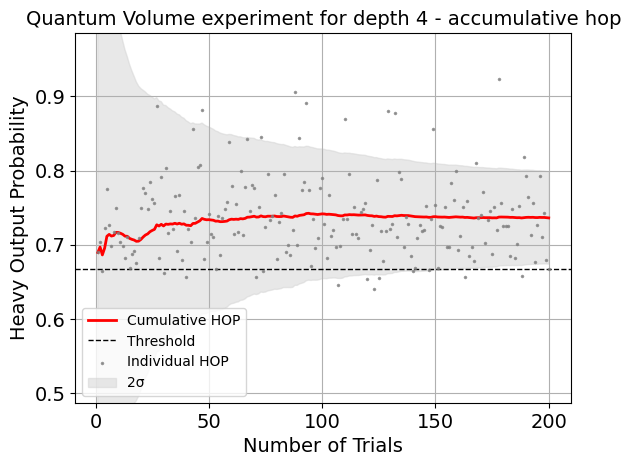 Quantum Volume experiment for depth 4 - accumulative hop
Heavy Output Probability
0.9
0.8
0.7
0.6
0.5
Cumulative HOP
Threshold
Individual HOP
2σ
0 50 100 150 200
Number of Trials